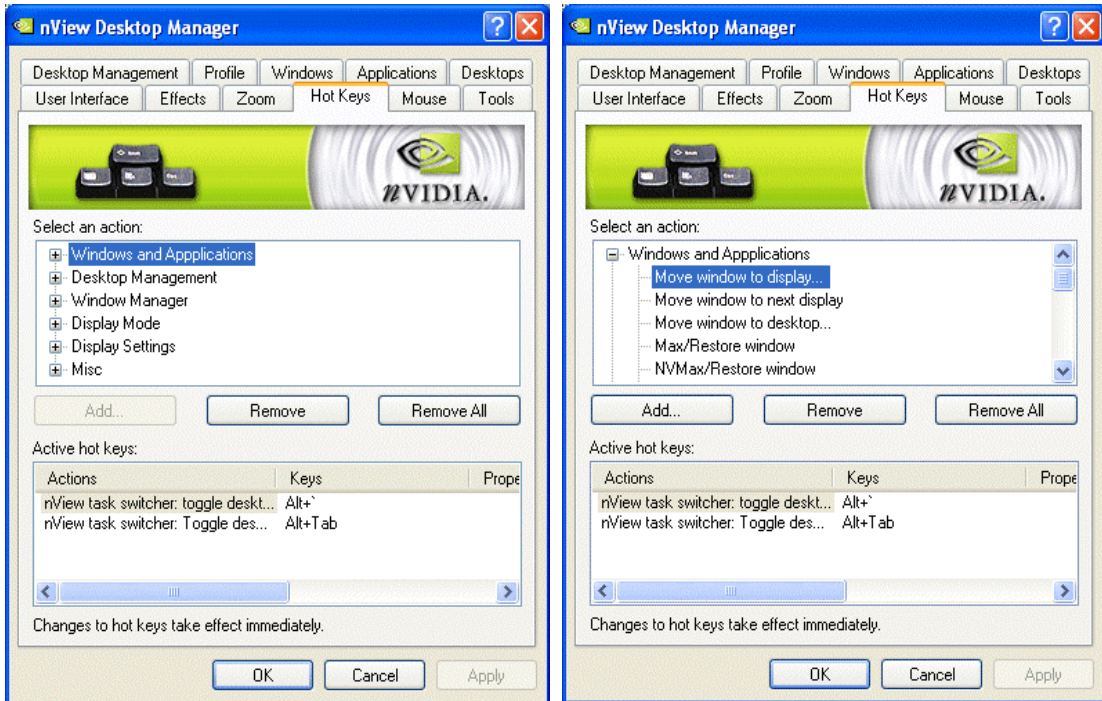 nView Desktop Manager
Desktop Management Profile Windows Applications Desktops
User Interface Effects Zoom Hot Keys Mouse Tools
nVIDIA.
Select an action:
Windows and Appplications
Desktop Management
Window Manager
Display Mode
Display Settings
Misc
Add... Remove Remove All
Active hot keys:
Actions Keys Prope
nView task switcher: toggle deskt... Alt+`
nView task switcher: Toggle des... Alt+Tab
Changes to hot keys take effect immediately.
OK Cancel Apply
nView Desktop Manager
Desktop Management Profile Windows Applications Desktops
User Interface Effects Zoom Hot Keys Mouse Tools
nVIDIA.
Select an action:
Windows and Appplications
Move window to display...
Move window to next display
Move window to desktop...
Max/Restore window
NVMax/Restore window
Add... Remove Remove All
Active hot keys:
Actions Keys Prope
nView task switcher: toggle deskt... Alt+`
nView task switcher: Toggle des... Alt+Tab
Changes to hot keys take effect immediately.
OK Cancel Apply